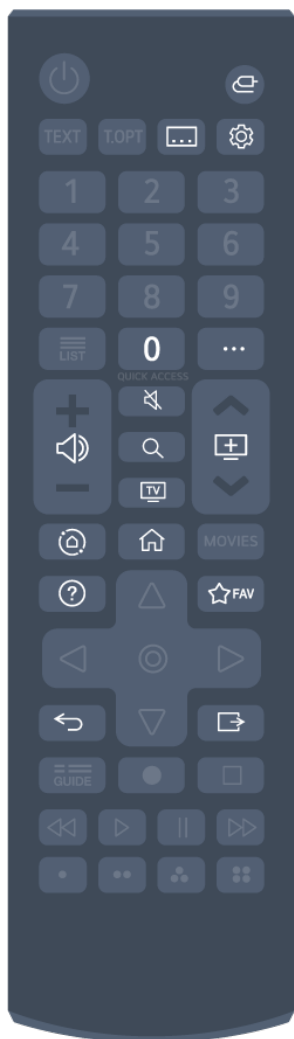 TEXT T.OPT
1 2 3
4 5 6
7 8 9
LIST 0
QUICK ACCESS
TV
MOVIES
? FAV
GUIDE